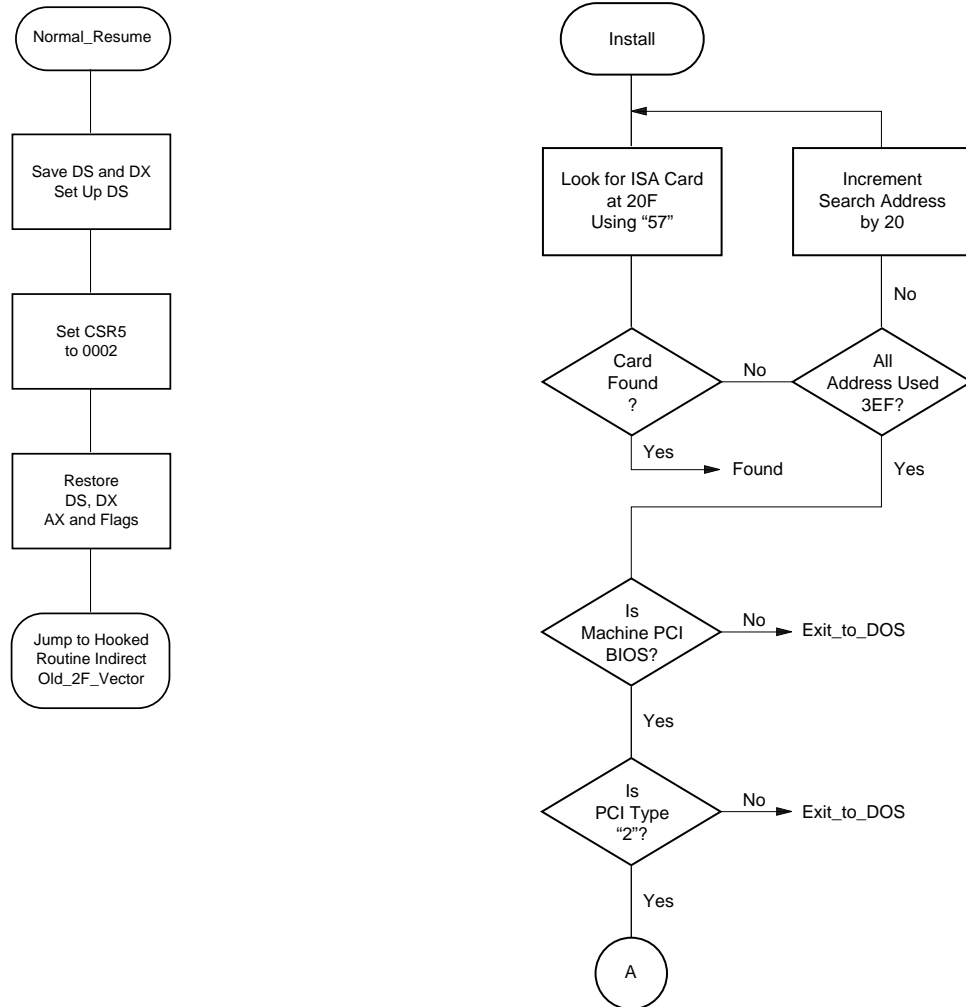 Normal_Resume
Save DS and DX
Set Up DS
Set CSR5
to 0002
Restore
DS, DX
AX and Flags
Jump to Hooked
Routine Indirect
Old_2F_Vector
Install
Look for ISA Card
at 20F
Using “57”
Increment
Search Address
by 20
No
Card
Found
?
No
All
Address Used
3EF?
Yes
Found
Yes
Is
Machine PCI
BIOS?
No
Exit_to_DOS
Yes
Is
PCI Type
“2”?
No
Exit_to_DOS
Yes
A